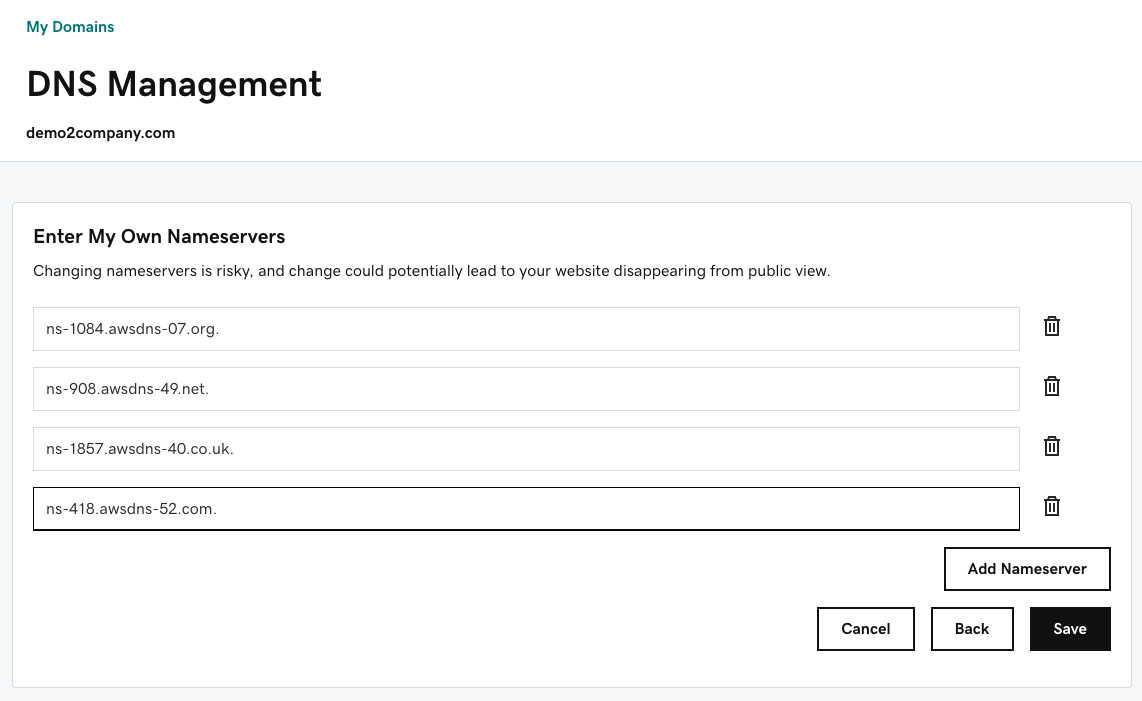 My Domains
DNS Management
demo2company.com
Enter My Own Nameservers
Changing nameservers is risky, and change could potentially lead to your website disappearing from public view.
ns-1084.awsdns-07.org.
ns-908.awsdns-49.net.
ns-1857.awsdns-40.co.uk.
ns-418.awsdns-52.com.
Add Nameserver
Cancel Back Save